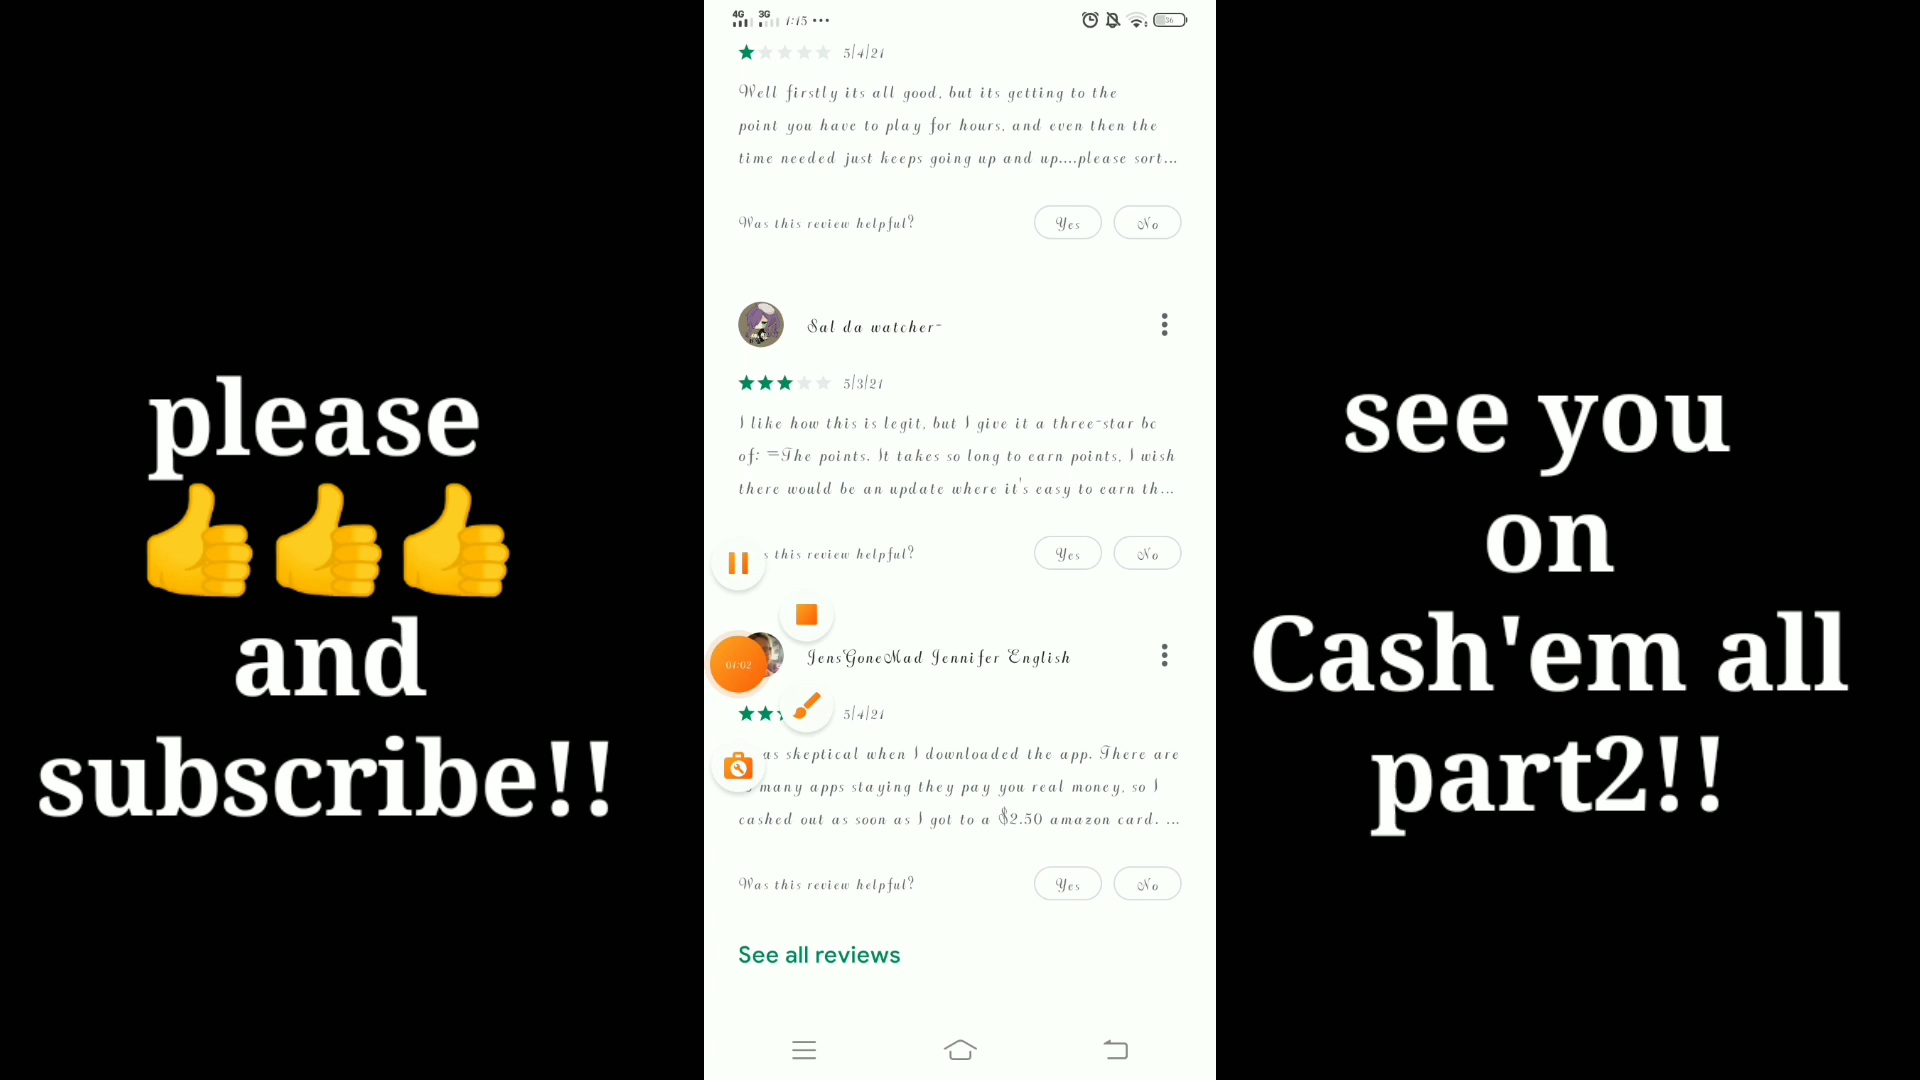 please
and
subscribe!!
4G 3G 1:15 •••
36
5/4/21
Well firstly its all good, but its getting to the
point you have to play for hours, and even then the
time needed just keeps going up and up....please sort...
Was this review helpful?
Yes
No
Sal da watcher-
5/3/21
I like how this is legit, but I give it a three-star bc
of: =The points. It takes so long to earn points, I wish
there would be an update where it's easy to earn th...
s this review helpful?
Yes
No
01:02
JensGoneMad Jennifer English
5/4/21
as skeptical when I downloaded the app. There are
many apps staying they pay you real money, so I
cashed out as soon as I got to a $2.50 amazon card. ...
Was this review helpful?
Yes
No
See all reviews
see you
on
Cash'em all
part2!!